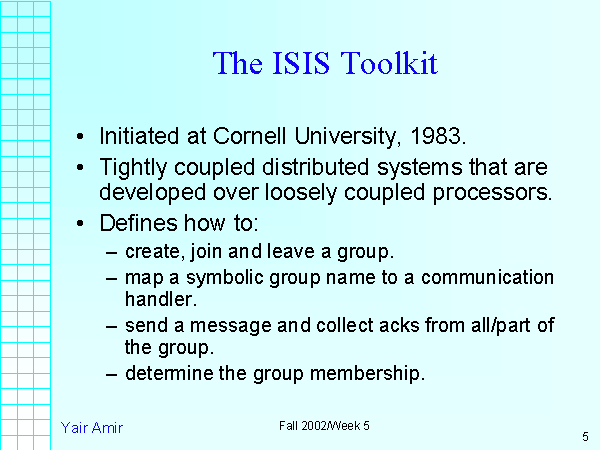 The ISIS Toolkit
• Initiated at Cornell University, 1983.
• Tightly coupled distributed systems that are
developed over loosely coupled processors.
• Defines how to:
– create, join and leave a group.
– map a symbolic group name to a communication
handler.
– send a message and collect acks from all/part of
the group.
– determine the group membership.
Yair Amir
Fall 2002/Week 5
5